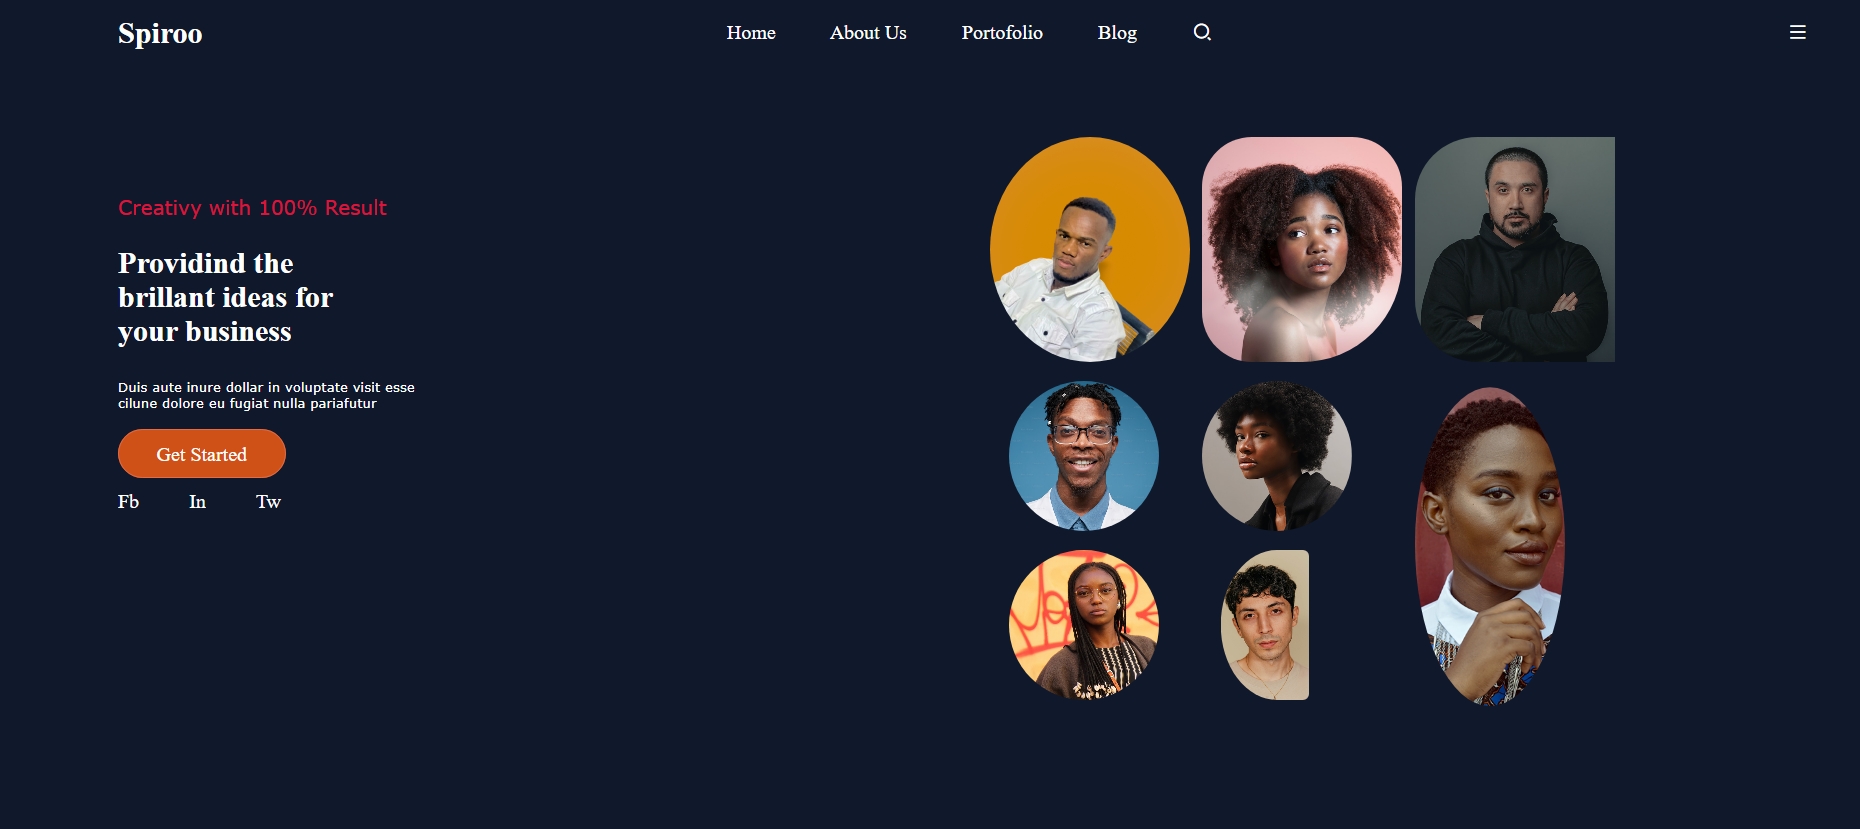 Spiroo
Home
About Us
Portofolio
Blog
Creativy with 100% Result
Providind the
brillant ideas for
your business
Duis aute inure dollar in voluptate visit esse
cilune dolore eu fugiat nulla pariafutur
Get Started
Fb
In
Tw